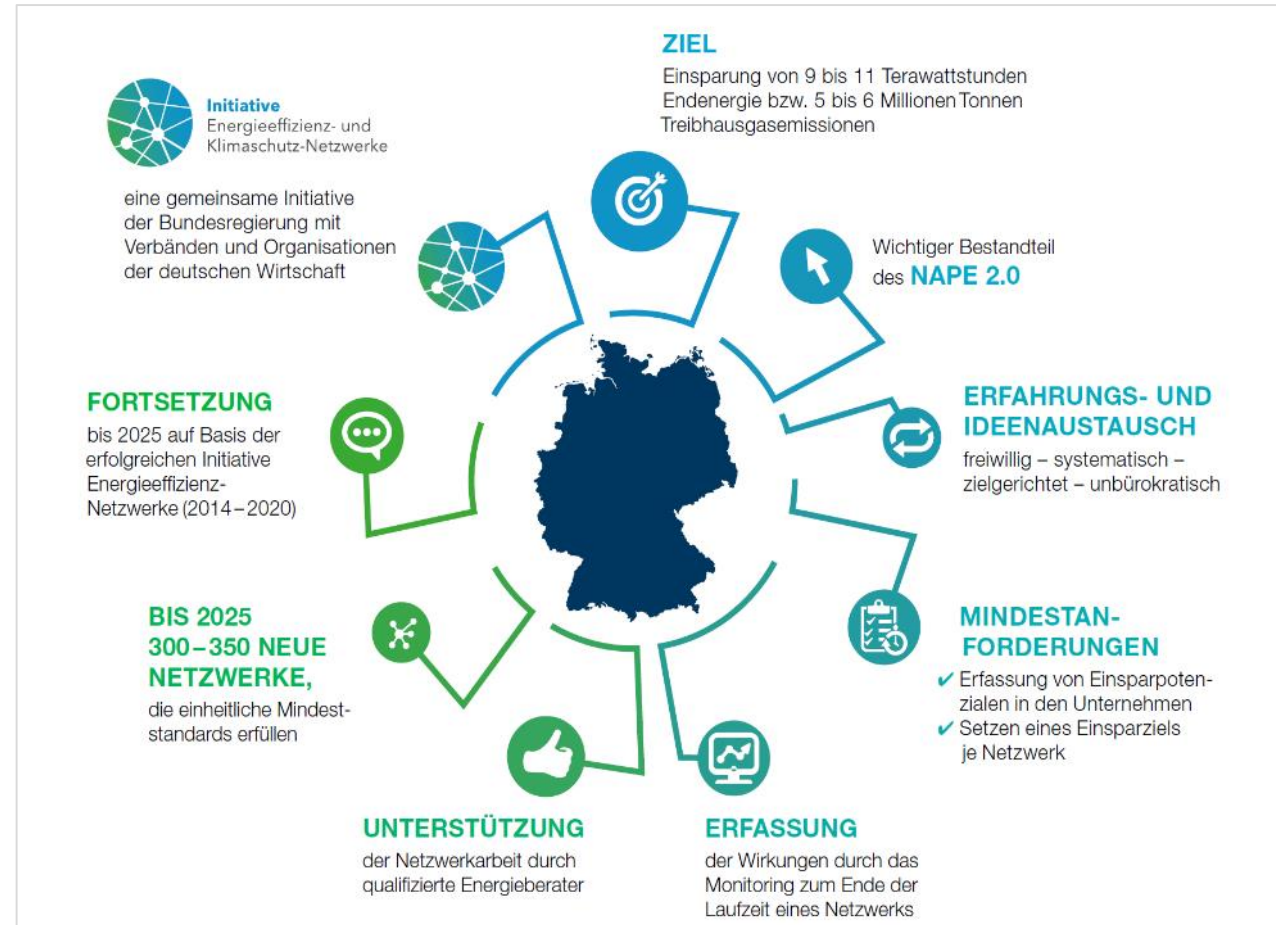 Initiative
Energieeffizienz- und
Klimaschutz-Netzwerke
eine gemeinsame Initiative
der Bundesregierung mit
Verbänden und Organisationen
der deutschen Wirtschaft
ZIEL
Einsparung von 9 bis 11 Terawattstunden
Endenergie bzw. 5 bis 6 Millionen Tonnen
Treibhausgasemissionen
Wichtiger Bestandteil
des NAPE 2.0
ERFAHRUNGS- UND
IDEENAUSTAUSCH
freiwillig – systematisch –
zielgerichtet – unbürokratisch
MINDESTAN-
FORDERUNGEN
✔ Erfassung von Einsparpoten-
zialen in den Unternehmen
✔ Setzen eines Einsparziels
je Netzwerk
ERFASSUNG
der Wirkungen durch das
Monitoring zum Ende der
Laufzeit eines Netzwerks
UNTERSTÜTZUNG
der Netzwerkarbeit durch
qualifizierte Energieberater
BIS 2025
300–350 NEUE
NETZWERKE,
die einheitliche Mindest-
standards erfüllen
FORTSETZUNG
bis 2025 auf Basis der
erfolgreichen Initiative
Energieeffizienz-
Netzwerke (2014–2020)